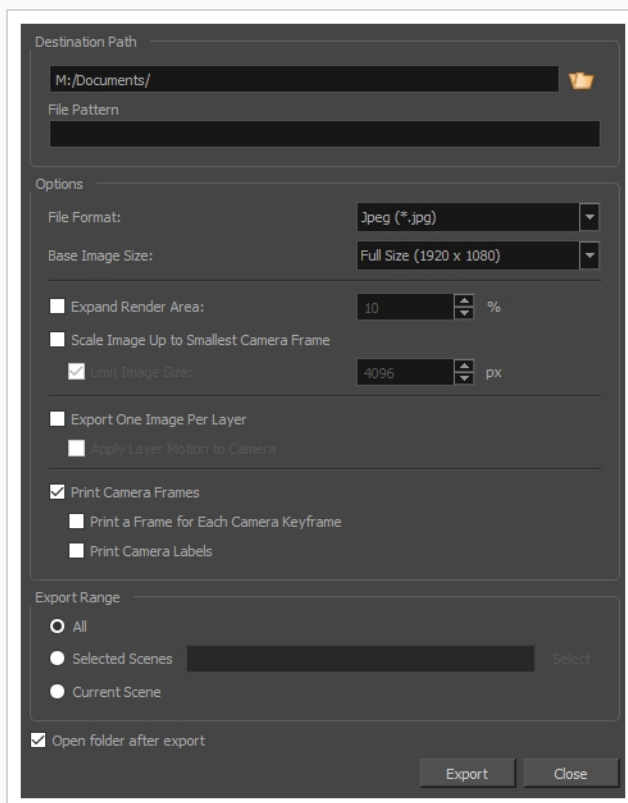 Destination Path
M:/Documents/
File Pattern
Options
File Format: Jpeg (*.jpg)
Base Image Size: Full Size (1920 x 1080)
Expand Render Area: 10 %
Scale Image Up to Smallest Camera Frame
Limit Image Size: 4096 px
Export One Image Per Layer
Apply Layer Motion to Camera
Print Camera Frames
Print a Frame for Each Camera Keyframe
Print Camera Labels
Export Range
All
Selected Scenes Select
Current Scene
Open folder after export
Export Close